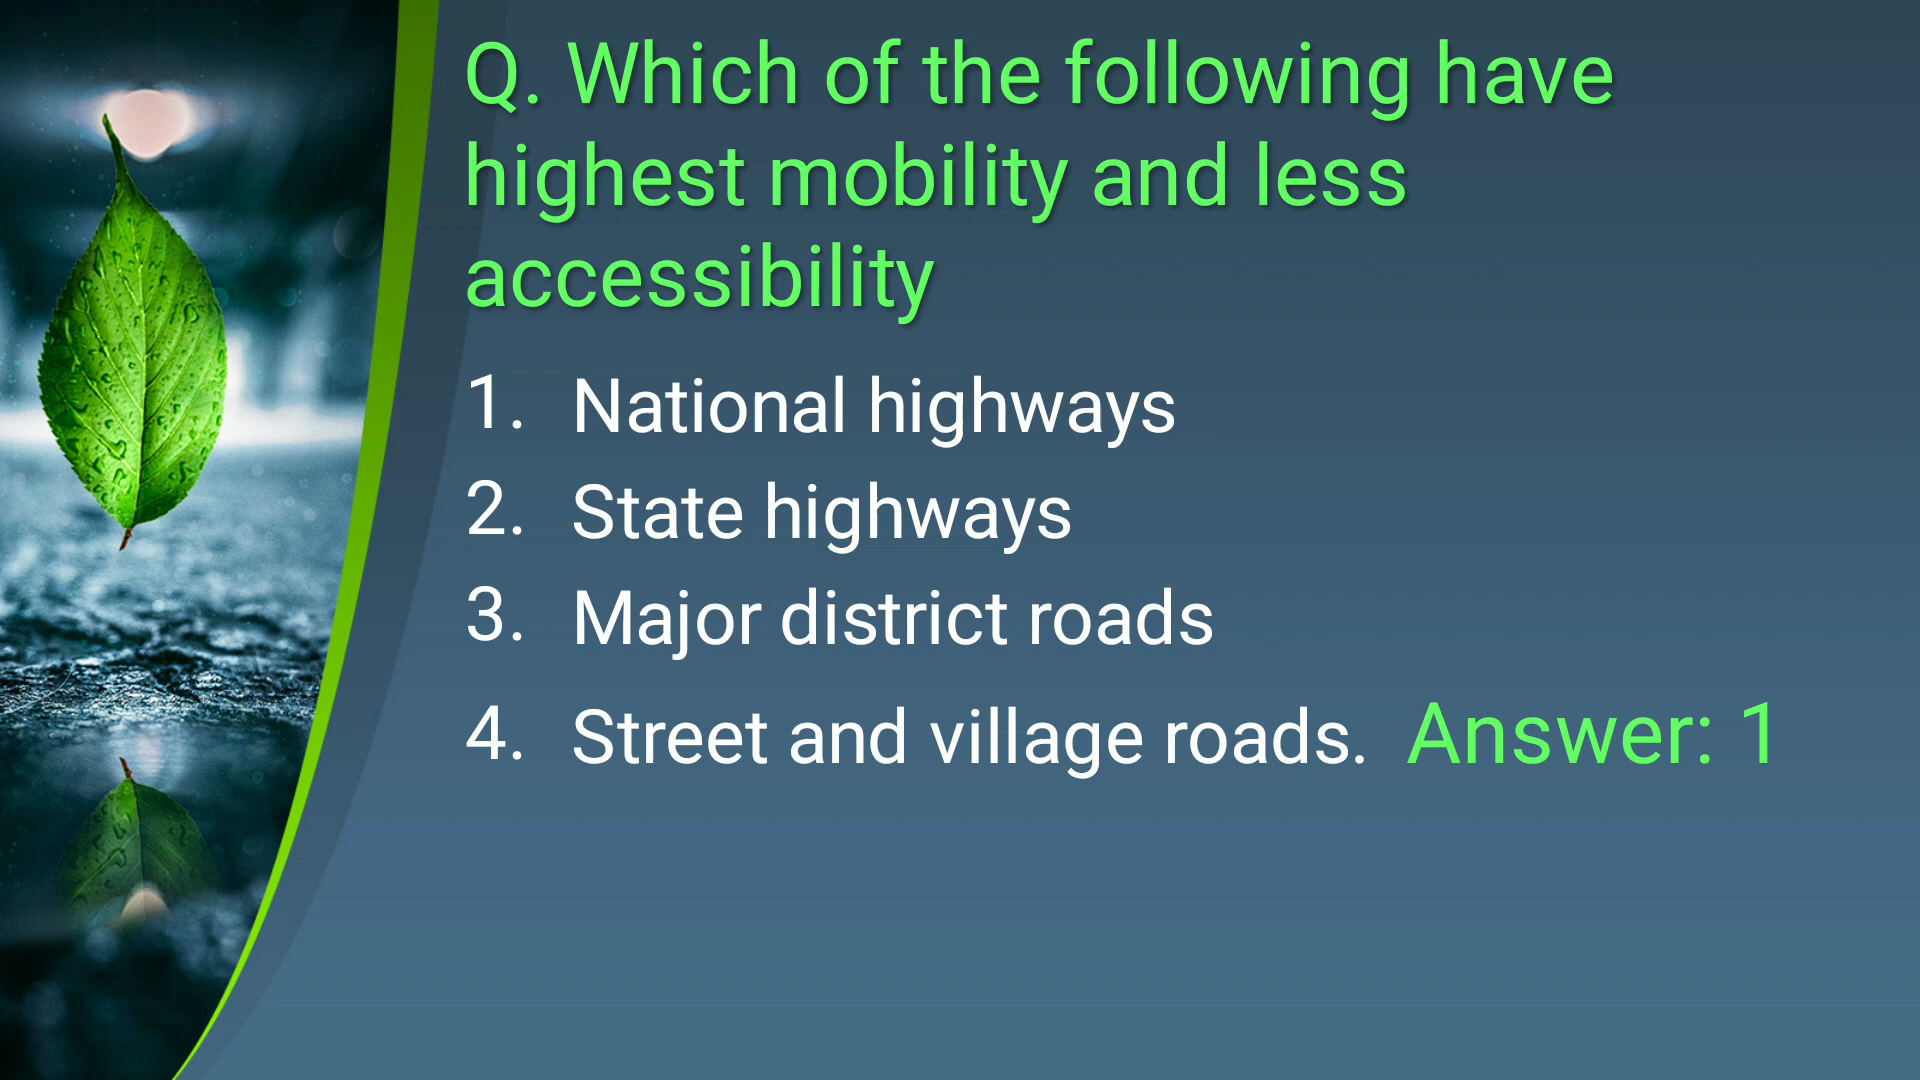 Q. Which of the following have
highest mobility and less
accessibility
1. National highways
2. State highways
3. Major district roads
4. Street and village roads. Answer: 1